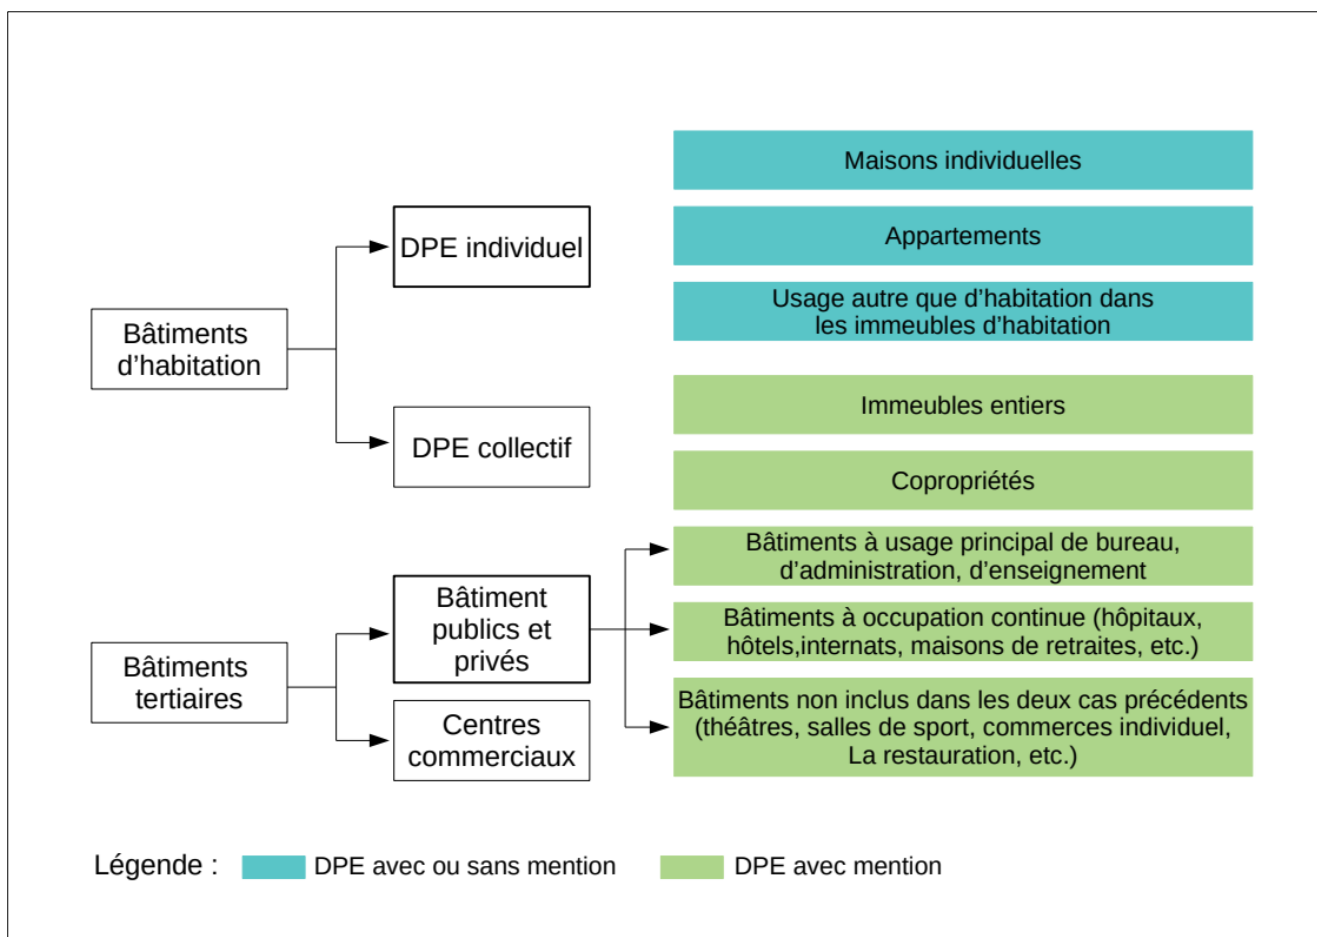 Maisons individuelles
Appartements
Usage autre que d’habitation dans
les immeubles d’habitation
DPE individuel
Bâtiments
d’habitation
DPE collectif
Immeubles entiers
Copropriétés
Bâtiments à usage principal de bureau,
d’administration, d’enseignement
Bâtiments à occupation continue (hôpitaux,
hôtels,internats, maisons de retraites, etc.)
Bâtiments non inclus dans les deux cas précédents
(théâtres, salles de sport, commerces individuel,
La restauration, etc.)
Bâtiment
publics et
privés
Bâtiments
tertiaires
Centres
commerciaux
Légende :
DPE avec ou sans mention
DPE avec mention